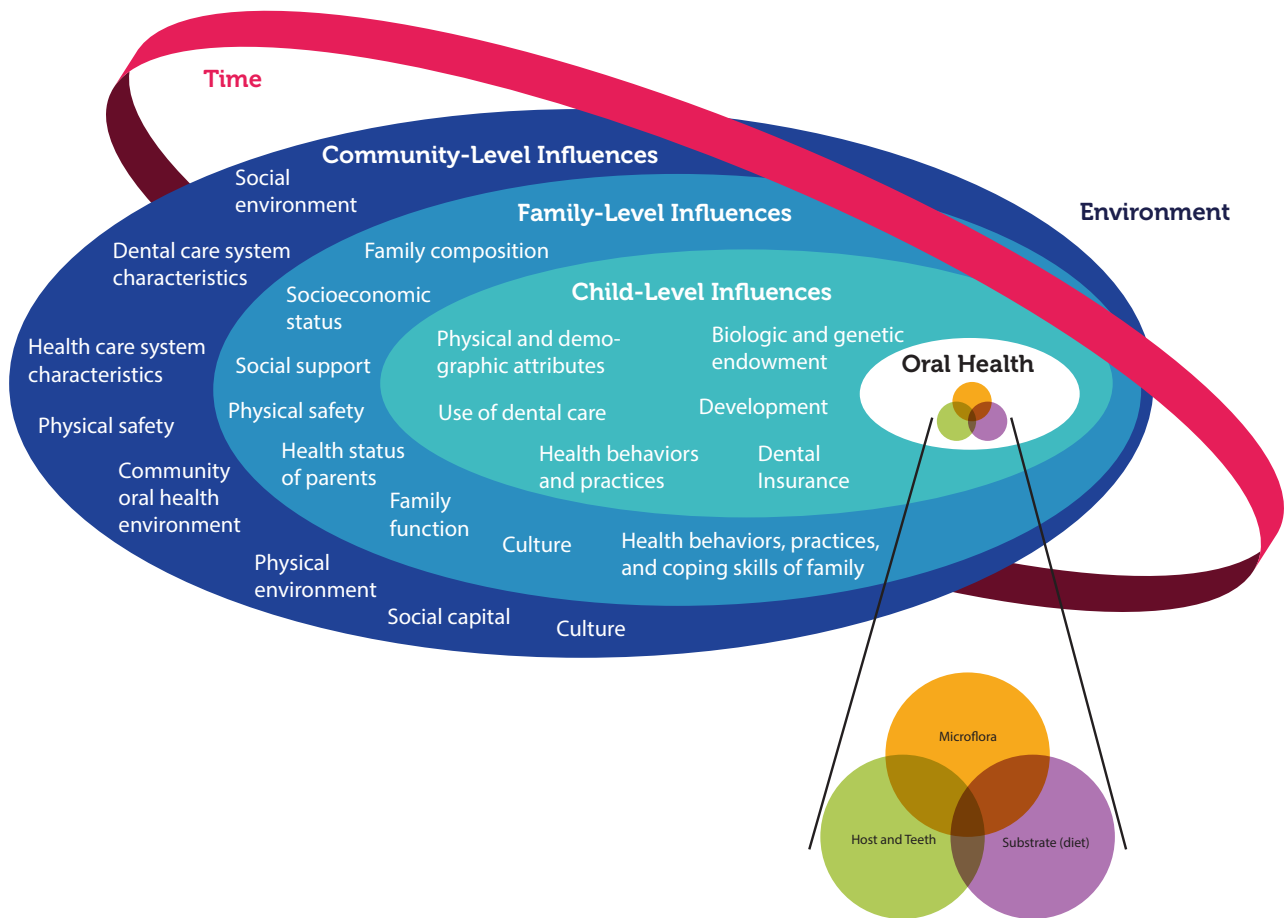 Time
Community-Level Influences
Social
environment
Dental care system
characteristics
Health care system
characteristics
Physical safety
Community
oral health
environment
Physical
environment
Social capital
Culture
Family-Level Influences
Family composition
Socioeconomic
status
Social support
Physical safety
Health status
of parents
Family
function
Culture
Health behaviors, practices,
and coping skills of family
Child-Level Influences
Physical and demo-
graphic attributes
Biologic and genetic
endowment
Use of dental care
Development
Health behaviors
and practices
Dental
Insurance
Oral Health
Environment
Microflora
Host and Teeth
Substrate (diet)